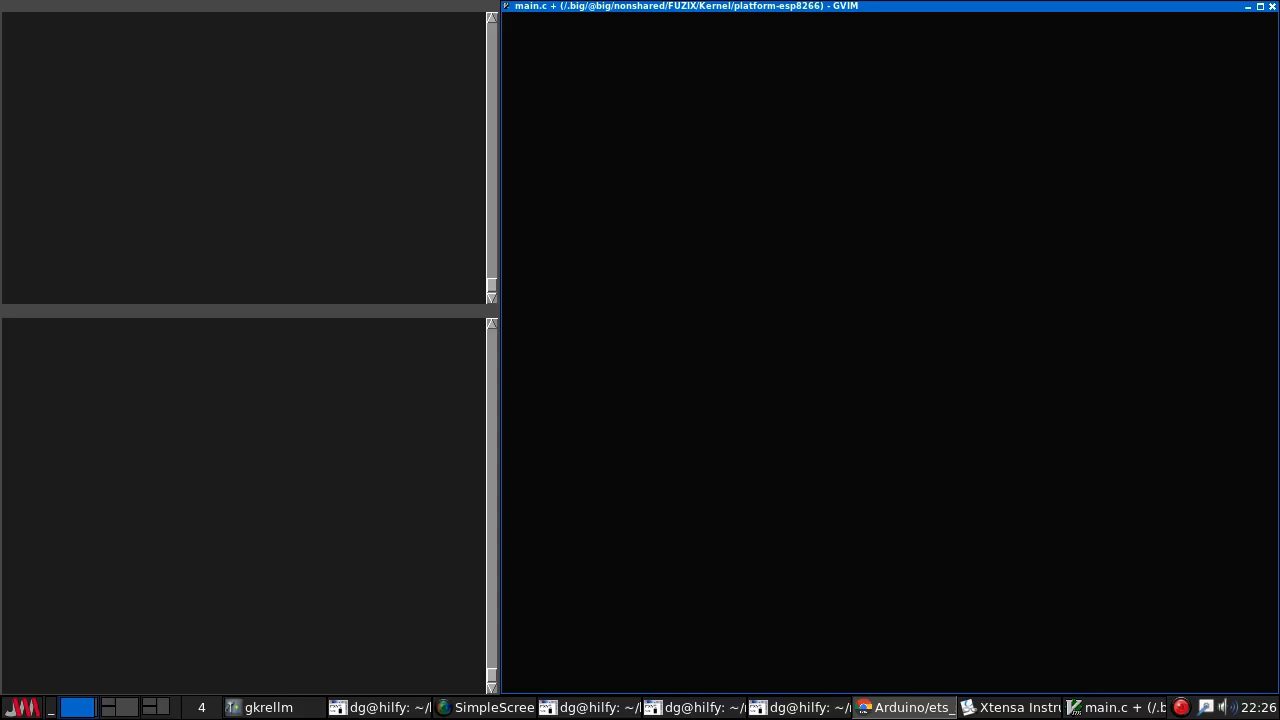 main.c + (/.big/@big/nonshared/FUZIX/Kernel/platform-esp8266) - GVIM
_ 4 gkrellm dg@hilfy: ~/ SimpleScree dg@hilfy: ~/ dg@hilfy: ~/ dg@hilfy: ~/ Arduino/ets_ Xtensa Instru main.c + (/.b 22:26